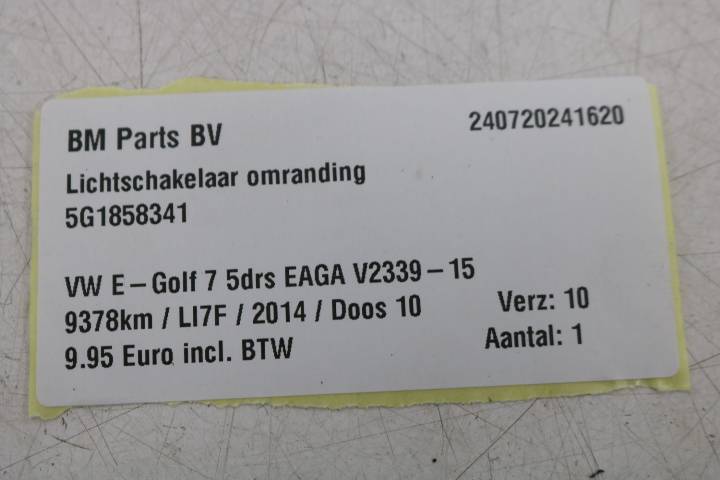 BM Parts BV
240720241620
Lichtschakelaar omranding
5G1858341
VW E-Golf 7 5drs EAGA V2339-15
9378km / LI7F / 2014 / Doos 10
Verz: 10
9.95 Euro incl. BTW
Aantal: 1